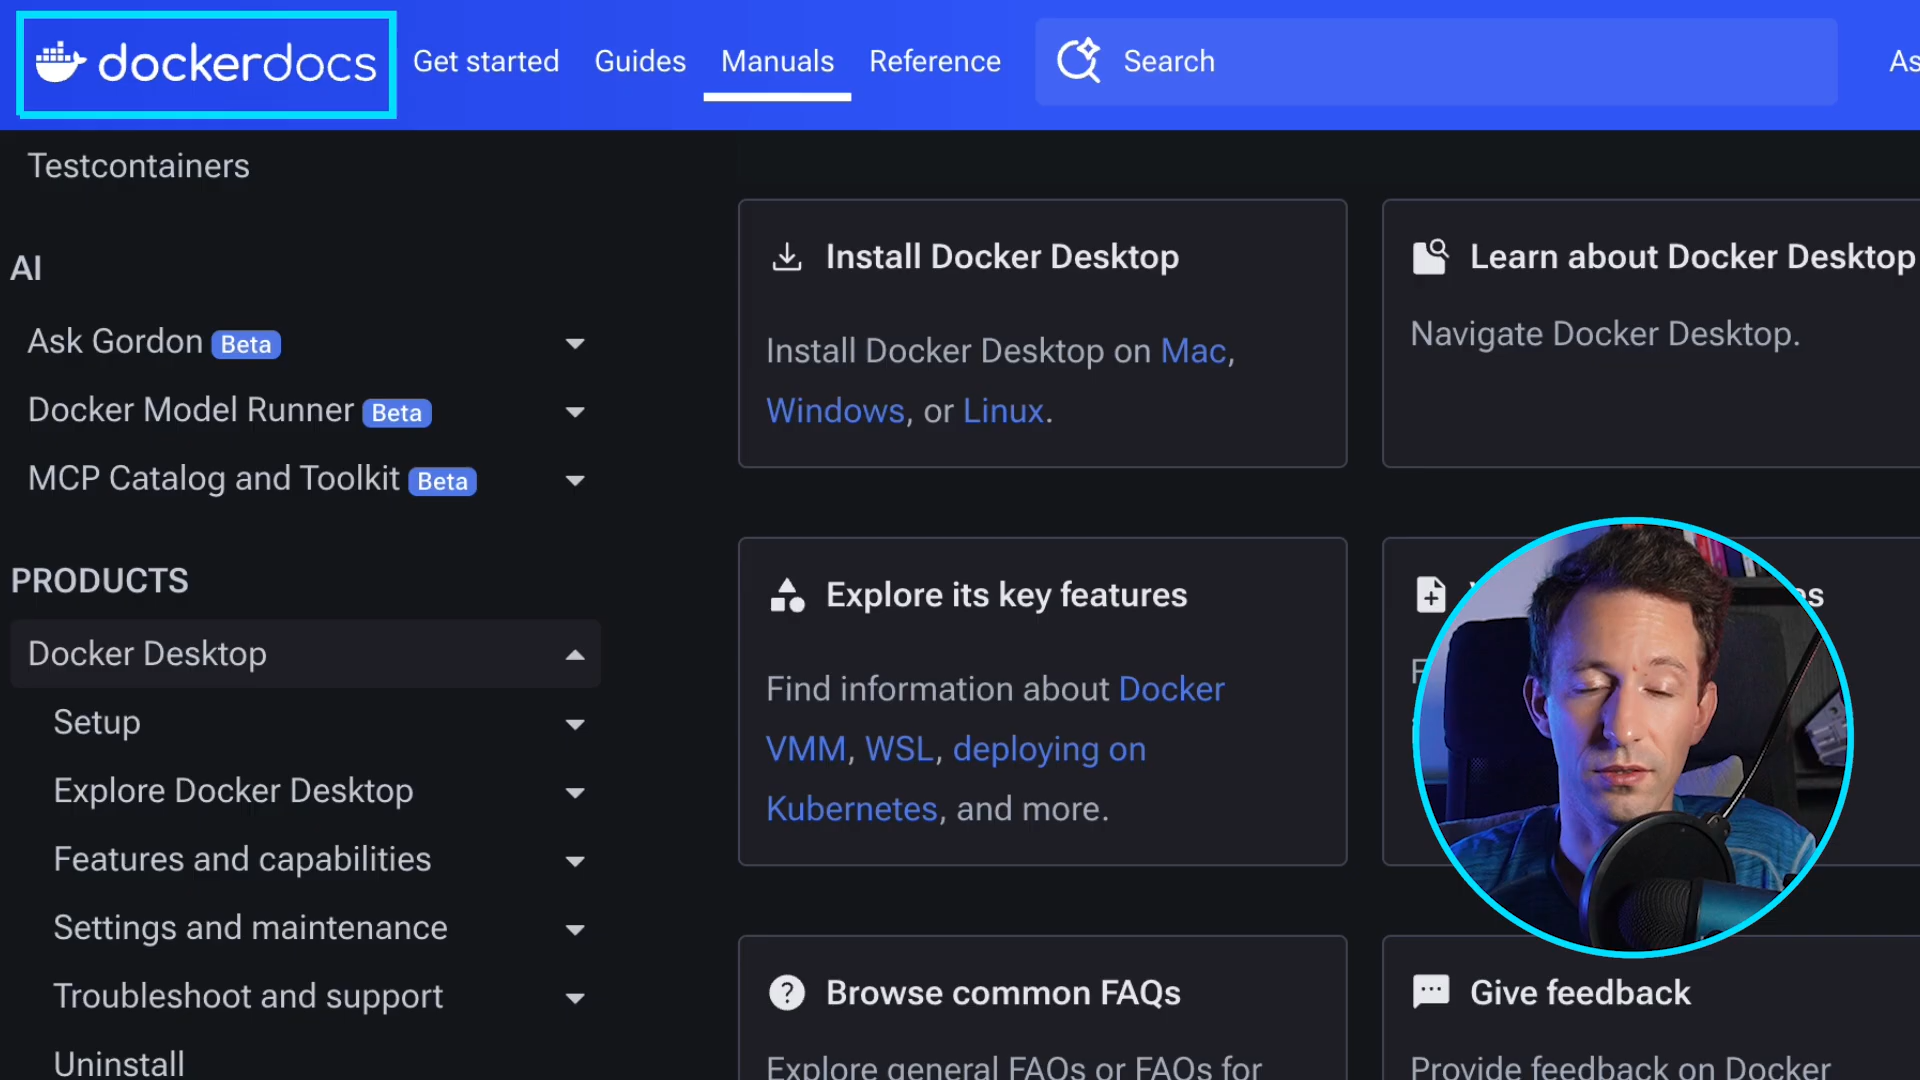 dockerdocs
Get started
Guides
Manuals
Reference
Search
As
Testcontainers
AI
Ask Gordon Beta
Docker Model Runner Beta
MCP Catalog and Toolkit Beta
PRODUCTS
Docker Desktop
Setup
Explore Docker Desktop
Features and capabilities
Settings and maintenance
Troubleshoot and support
Uninstall
Install Docker Desktop
Install Docker Desktop on Mac,
Windows, or Linux.
Learn about Docker Desktop
Navigate Docker Desktop.
Explore its key features
Find information about Docker
VMM, WSL, deploying on
Kubernetes, and more.
Browse common FAQs
Explore general FAQs or FAQs for
Give feedback
Provide feedback on Docker